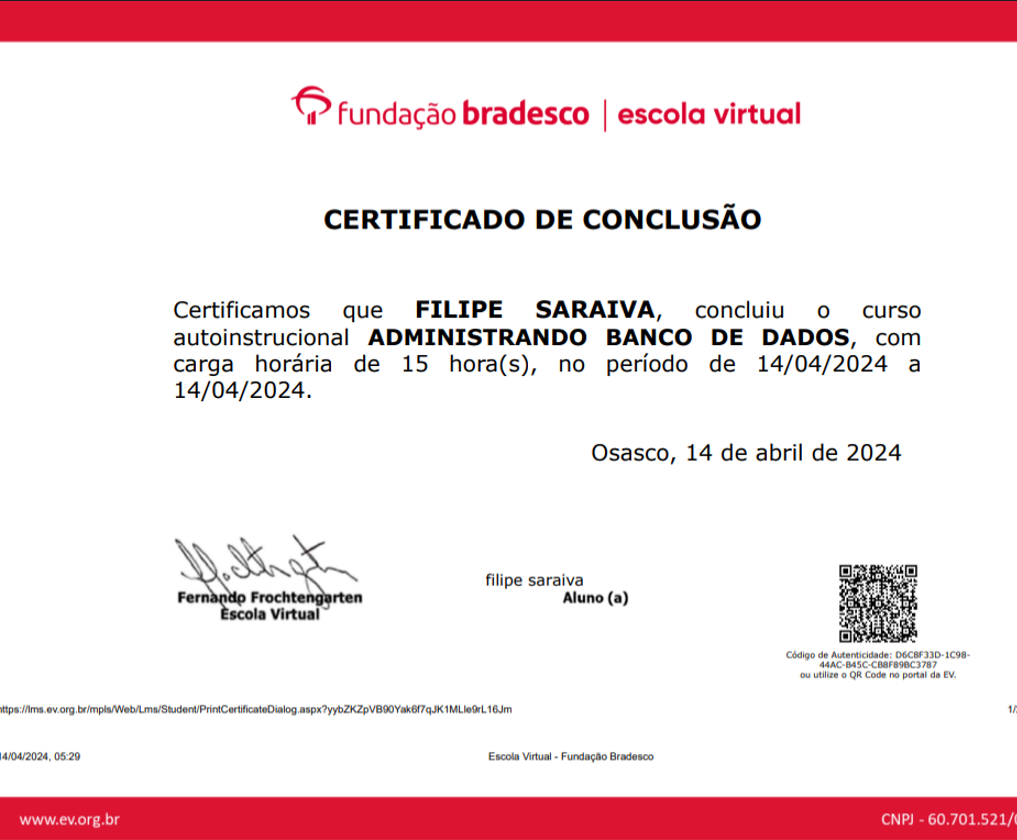 fundação bradesco | escola virtual
CERTIFICADO DE CONCLUSÃO
Certificamos que FILIPE SARAIVA, concluiu o curso
autoinstrucional ADMINISTRANDO BANCO DE DADOS, com
carga horária de 15 hora(s), no período de 14/04/2024 a
14/04/2024.
Osasco, 14 de abril de 2024
Fernando Frochtengarten
Escola Virtual
filipe saraiva
Aluno (a)
Código de Autenticidade: D6C8F33D-1C98-
44AC-B45C-CB8F89BC3787
ou utilize o QR Code no portal da EV.
https://lms.ev.org.br/mpls/Web/Lms/Student/PrintCertificateDialog.aspx?yybZKZpVB90Yak6f7qJK1MLle9rL16Jm
1/
14/04/2024, 05:29
Escola Virtual - Fundação Bradesco
www.ev.org.br
CNPJ - 60.701.521/